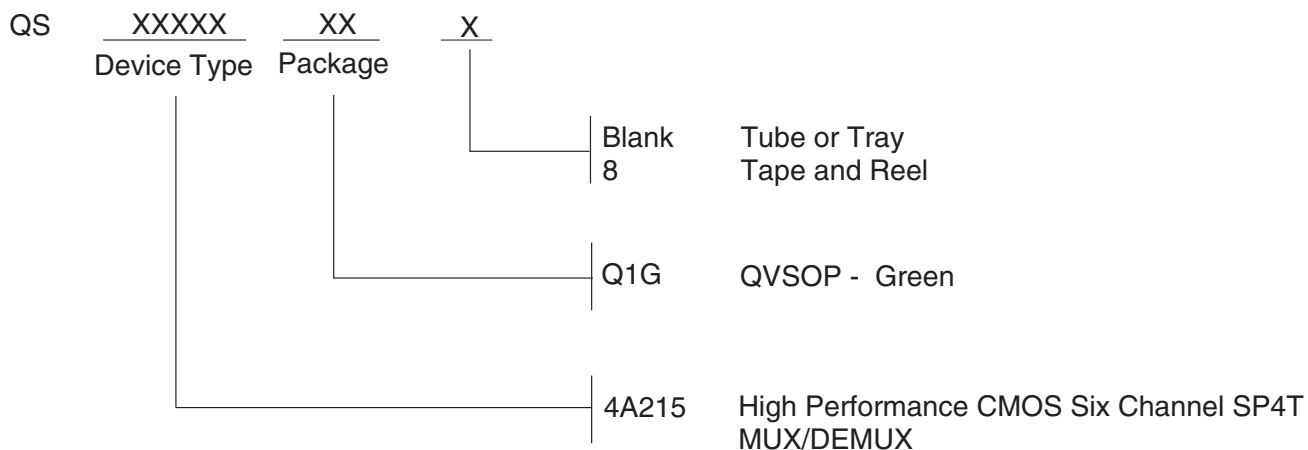 QS XXXXX XX X
Device Type Package
Blank Tube or Tray
8 Tape and Reel
Q1G QVSOP - Green
4A215 High Performance CMOS Six Channel SP4T
MUX/DEMUX